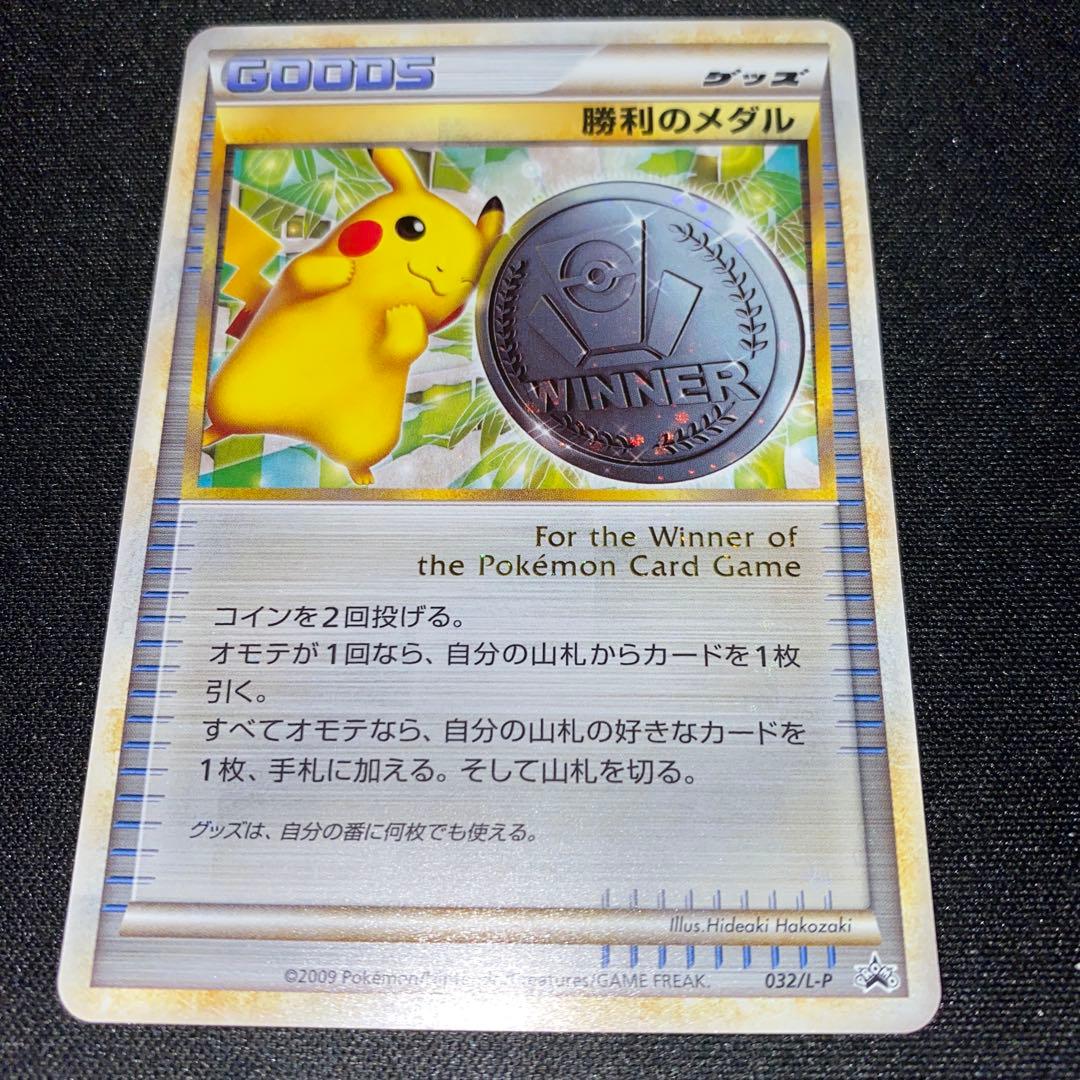 GOODS
グッズ
勝利のメダル
WINNER
For the Winner of
the Pokémon Card Game
コインを2回投げる。
オモテが1回なら、自分の山札からカードを1枚
引く。
すべてオモテなら、自分の山札の好きなカードを
1枚、手札に加える。そして山札を切る。
グッズは、自分の番に何枚でも使える。
Illus.Hideaki Hakozaki
©2009 Pokémon/ Creatures/GAME FREAK.
032/L-P